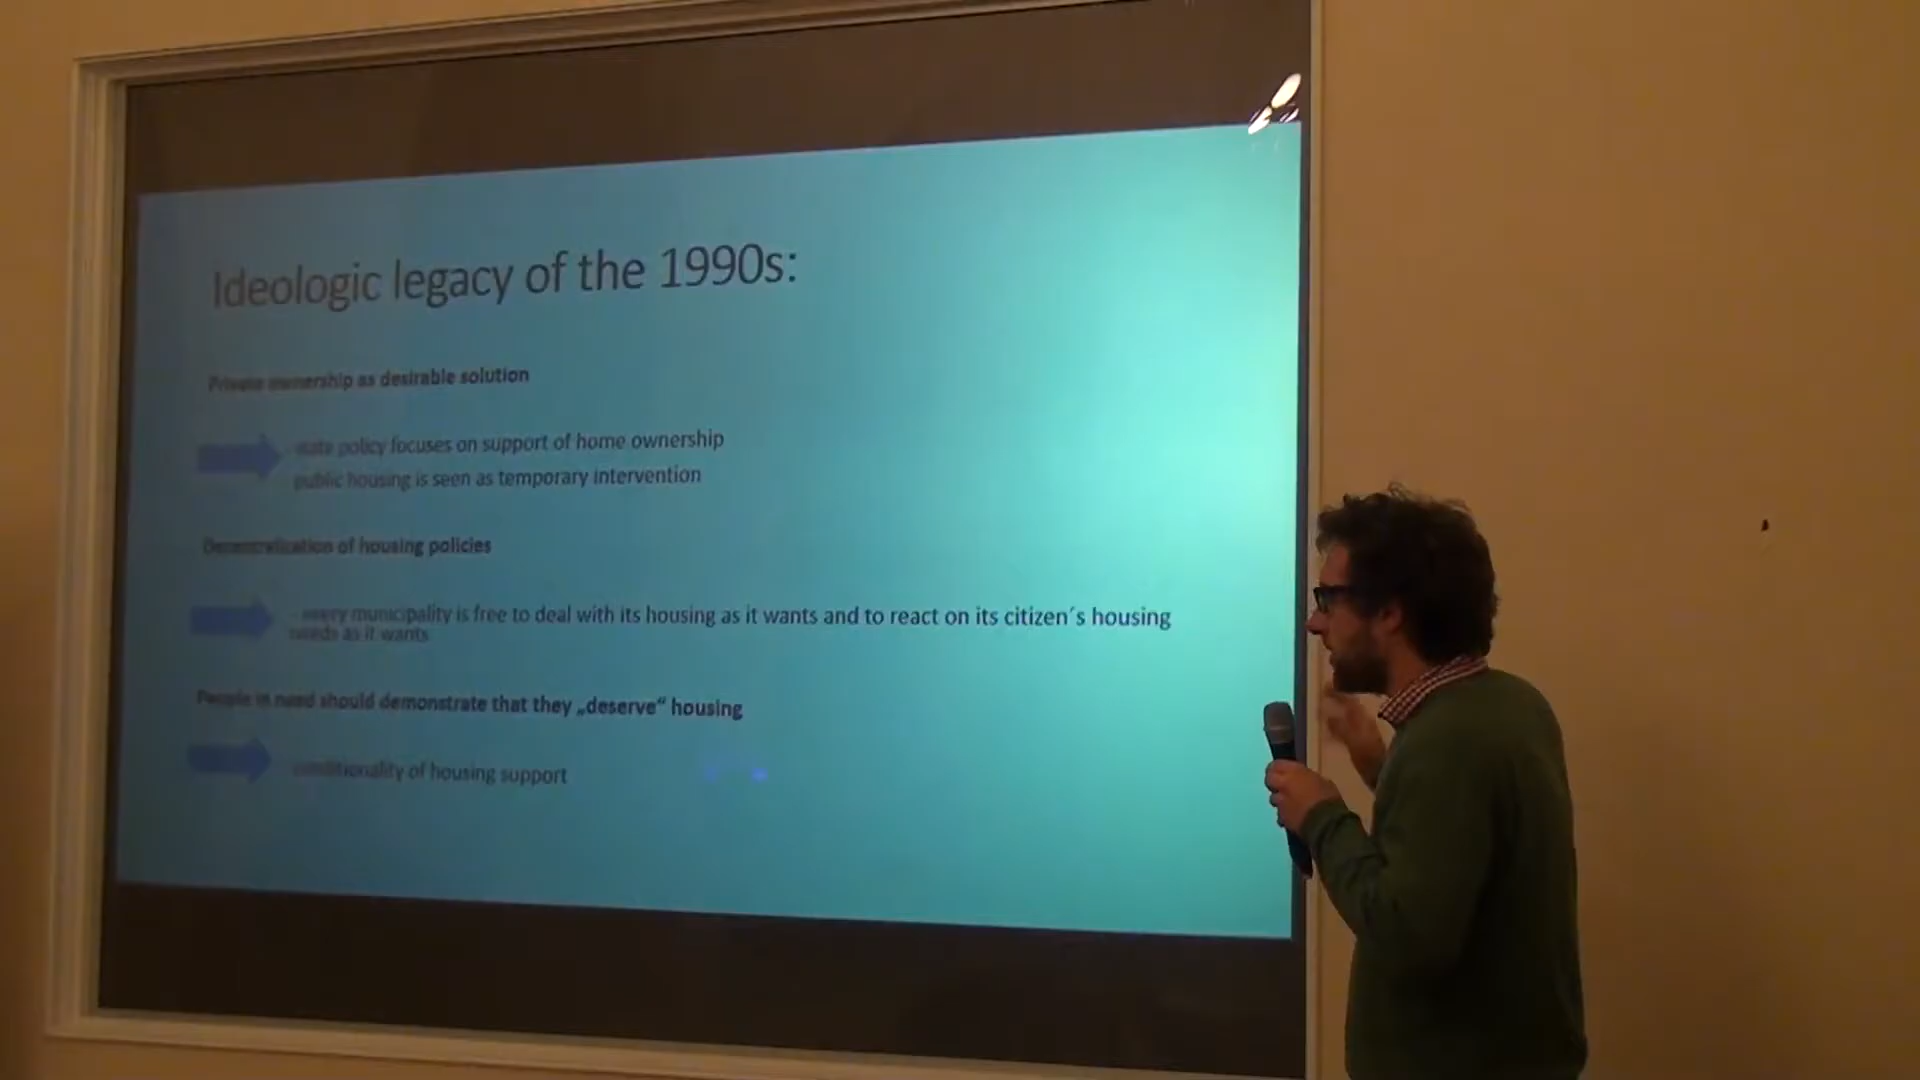 Ideologic legacy of the 1990s:
Private ownership as desirable solution
- state policy focuses on support of home ownership
public housing is seen as temporary intervention
Decentralization of housing policies
- every municipality is free to deal with its housing as it wants and to react on its citizen´s housing
needs as it wants
People in need should demonstrate that they „deserve“ housing
conditionality of housing support